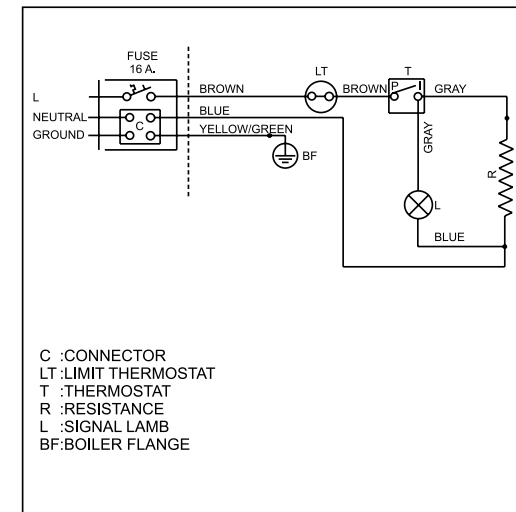 FUSE
16 A.
L
NEUTRAL
GROUND
C
BROWN
BLUE
YELLOW/GREEN
BF
LT
BROWN
T
P 1
GRAY
GRAY
L
R
BLUE
C :CONNECTOR
LT:LIMIT THERMOSTAT
T :THERMOSTAT
R :RESISTANCE
L :SIGNAL LAMB
BF:BOILER FLANGE